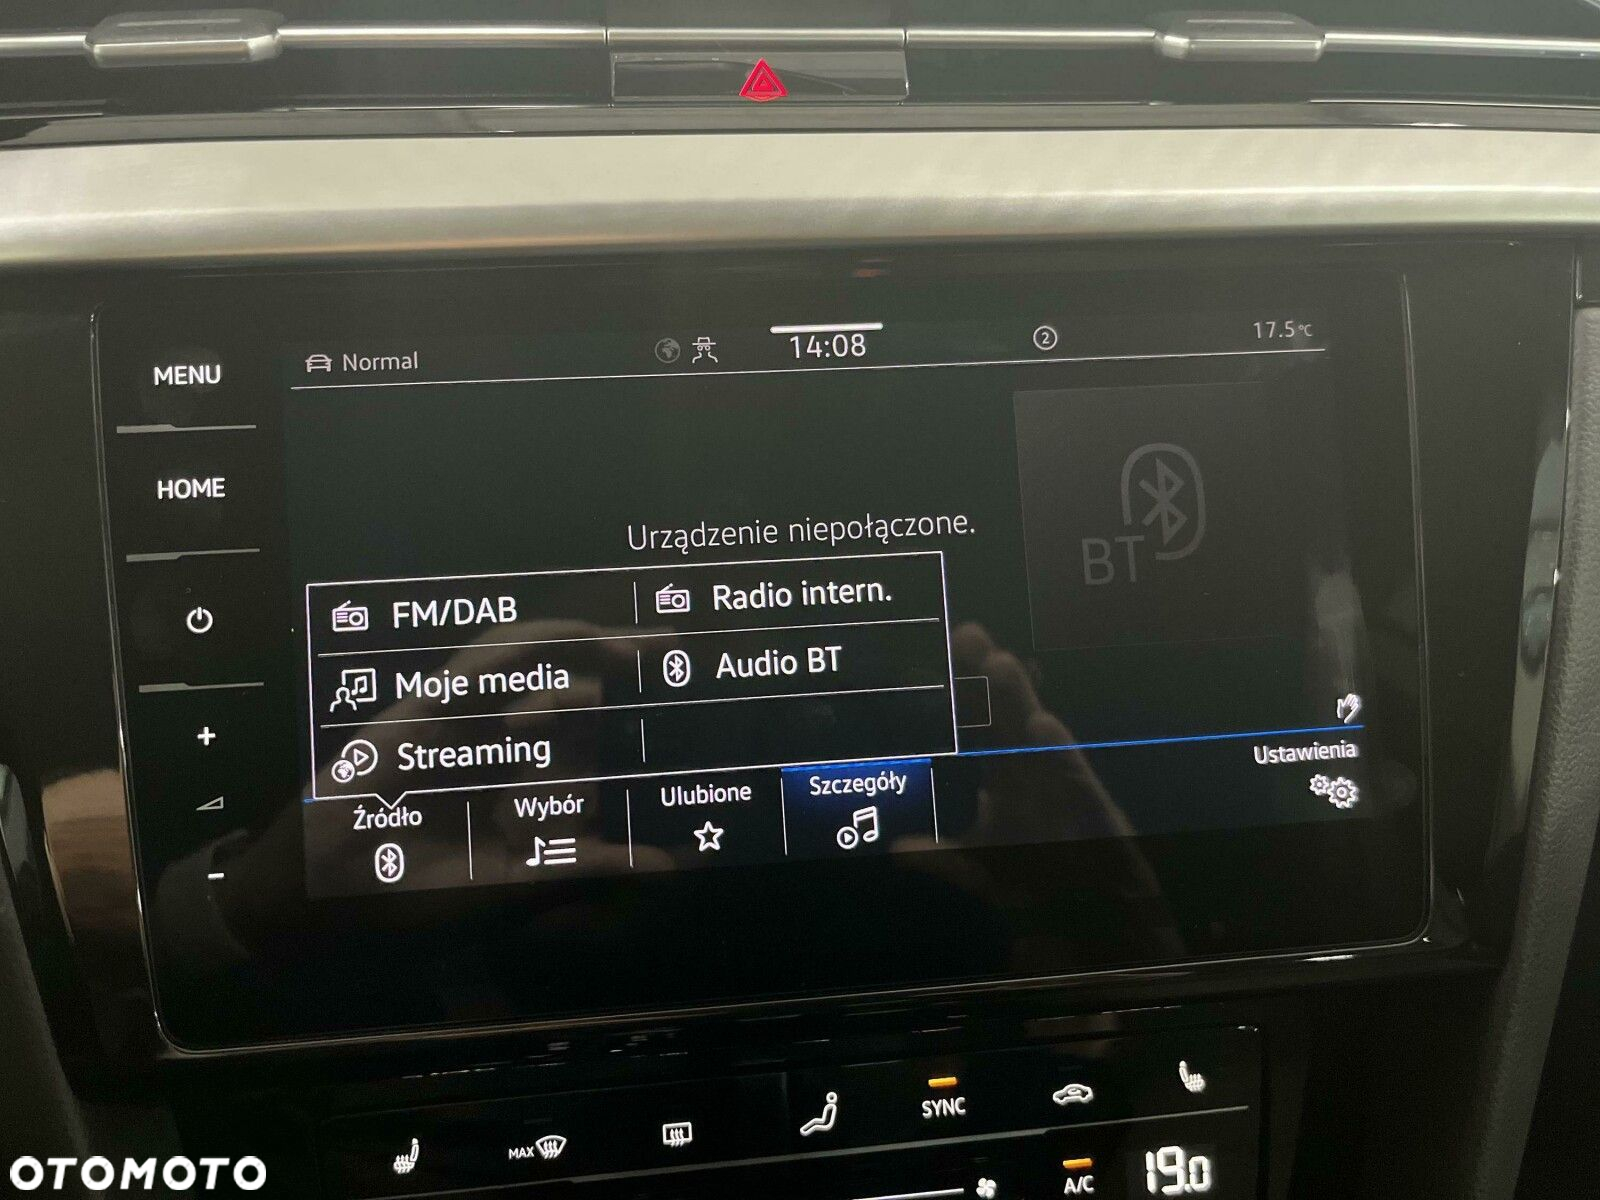 MENU
HOME
Normal
14:08
2
17.5°C
Urządzenie niepołączone.
BT
FM/DAB
Radio intern.
Moje media
Audio BT
Streaming
Źródło
Wybór
Ulubione
Szczegóły
Ustawienia
+
-
MAX
SYNC
A/C
19.0
OTOMOTO